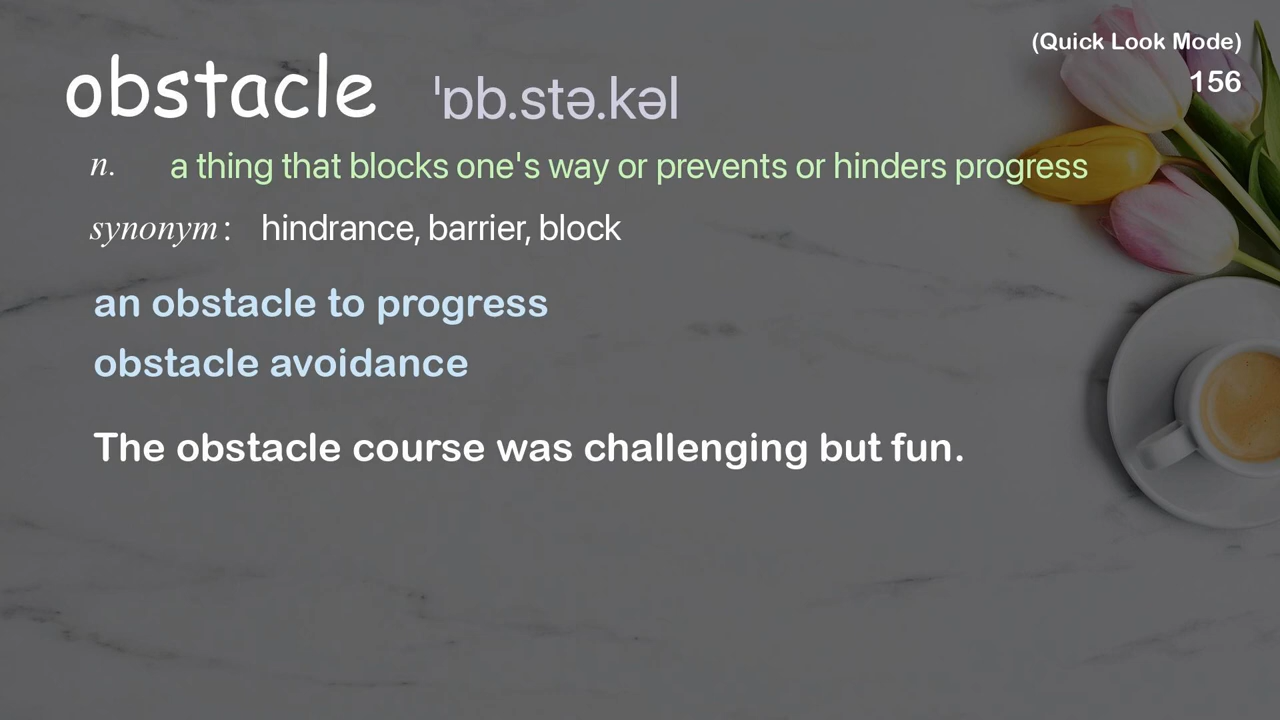 (Quick Look Mode)
156
obstacle ˈɒb.stə.kəl
n. a thing that blocks one's way or prevents or hinders progress
synonym : hindrance, barrier, block
an obstacle to progress
obstacle avoidance
The obstacle course was challenging but fun.